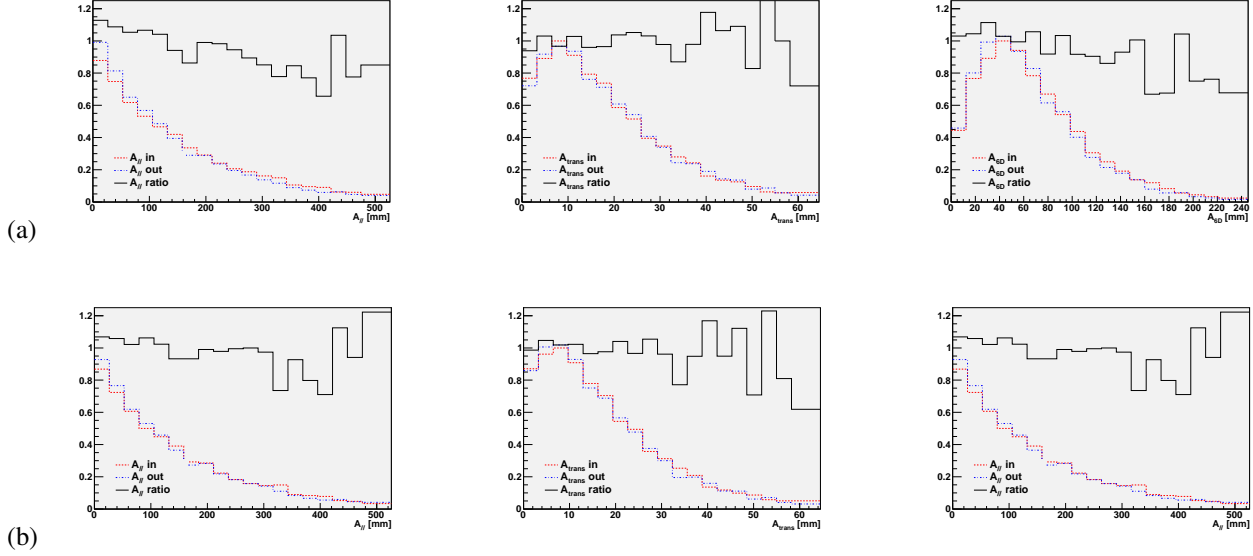 1.2
1
0.8
0.6
0.4
0.2
0
A// in
A// out
A// ratio
0 100 200 300 400 500
A// [mm]
1.2
1
0.8
0.6
0.4
0.2
0
Atrans in
Atrans out
Atrans ratio
0 10 20 30 40 50 60
Atrans [mm]
1.2
1
0.8
0.6
0.4
0.2
0
A6D in
A6D out
A6D ratio
0 20 40 60 80 100 120 140 160 180 200 220 240
A6D [mm]
(a)
1.2
1
0.8
0.6
0.4
0.2
0
A// in
A// out
A// ratio
0 100 200 300 400 500
A// [mm]
1.2
1
0.8
0.6
0.4
0.2
0
Atrans in
Atrans out
Atrans ratio
0 10 20 30 40 50 60
Atrans [mm]
1.2
1
0.8
0.6
0.4
0.2
0
A// in
A// out
A// ratio
0 100 200 300 400 500
A// [mm]
(b)